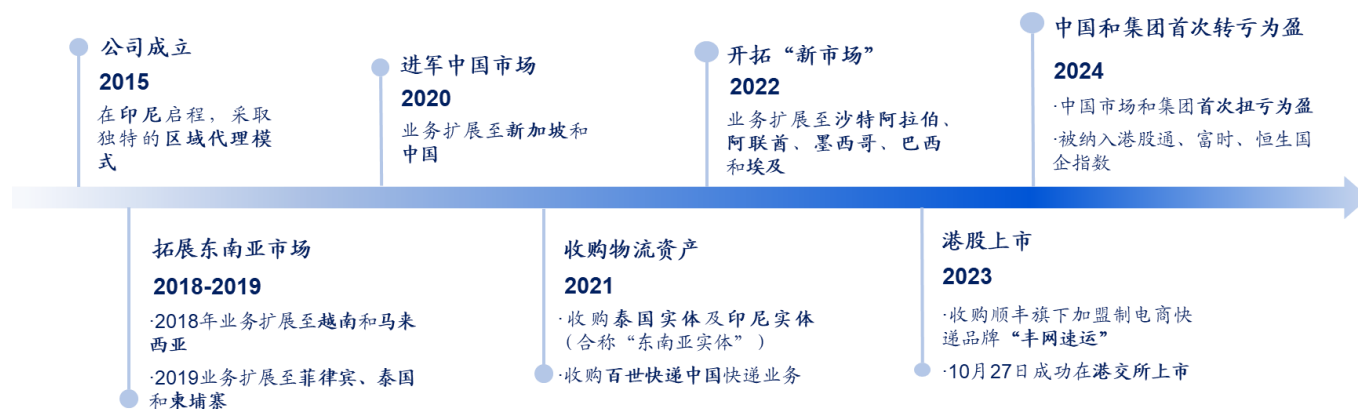 公司成立
2015
在印尼启程，采取
独特的区域代理模
式
拓展东南亚市场
2018-2019
·2018年业务扩展至越南和马来
西亚
·2019业务扩展至菲律宾、泰国
和柬埔寨
进军中国市场
2020
业务扩展至新加坡和
中国
收购物流资产
2021
·收购泰国实体及印尼实体
（合称“东南亚实体”）
·收购百世快递中国快递业务
开拓“新市场”
2022
业务扩展至沙特阿拉伯、
阿联酋、墨西哥、巴西
和埃及
港股上市
2023
·收购顺丰旗下加盟制电商快
递品牌“丰网速运”
·10月27日成功在港交所上市
中国和集团首次转亏为盈
2024
·中国市场和集团首次扭亏为盈
·被纳入港股通、富时、恒生国
企指数